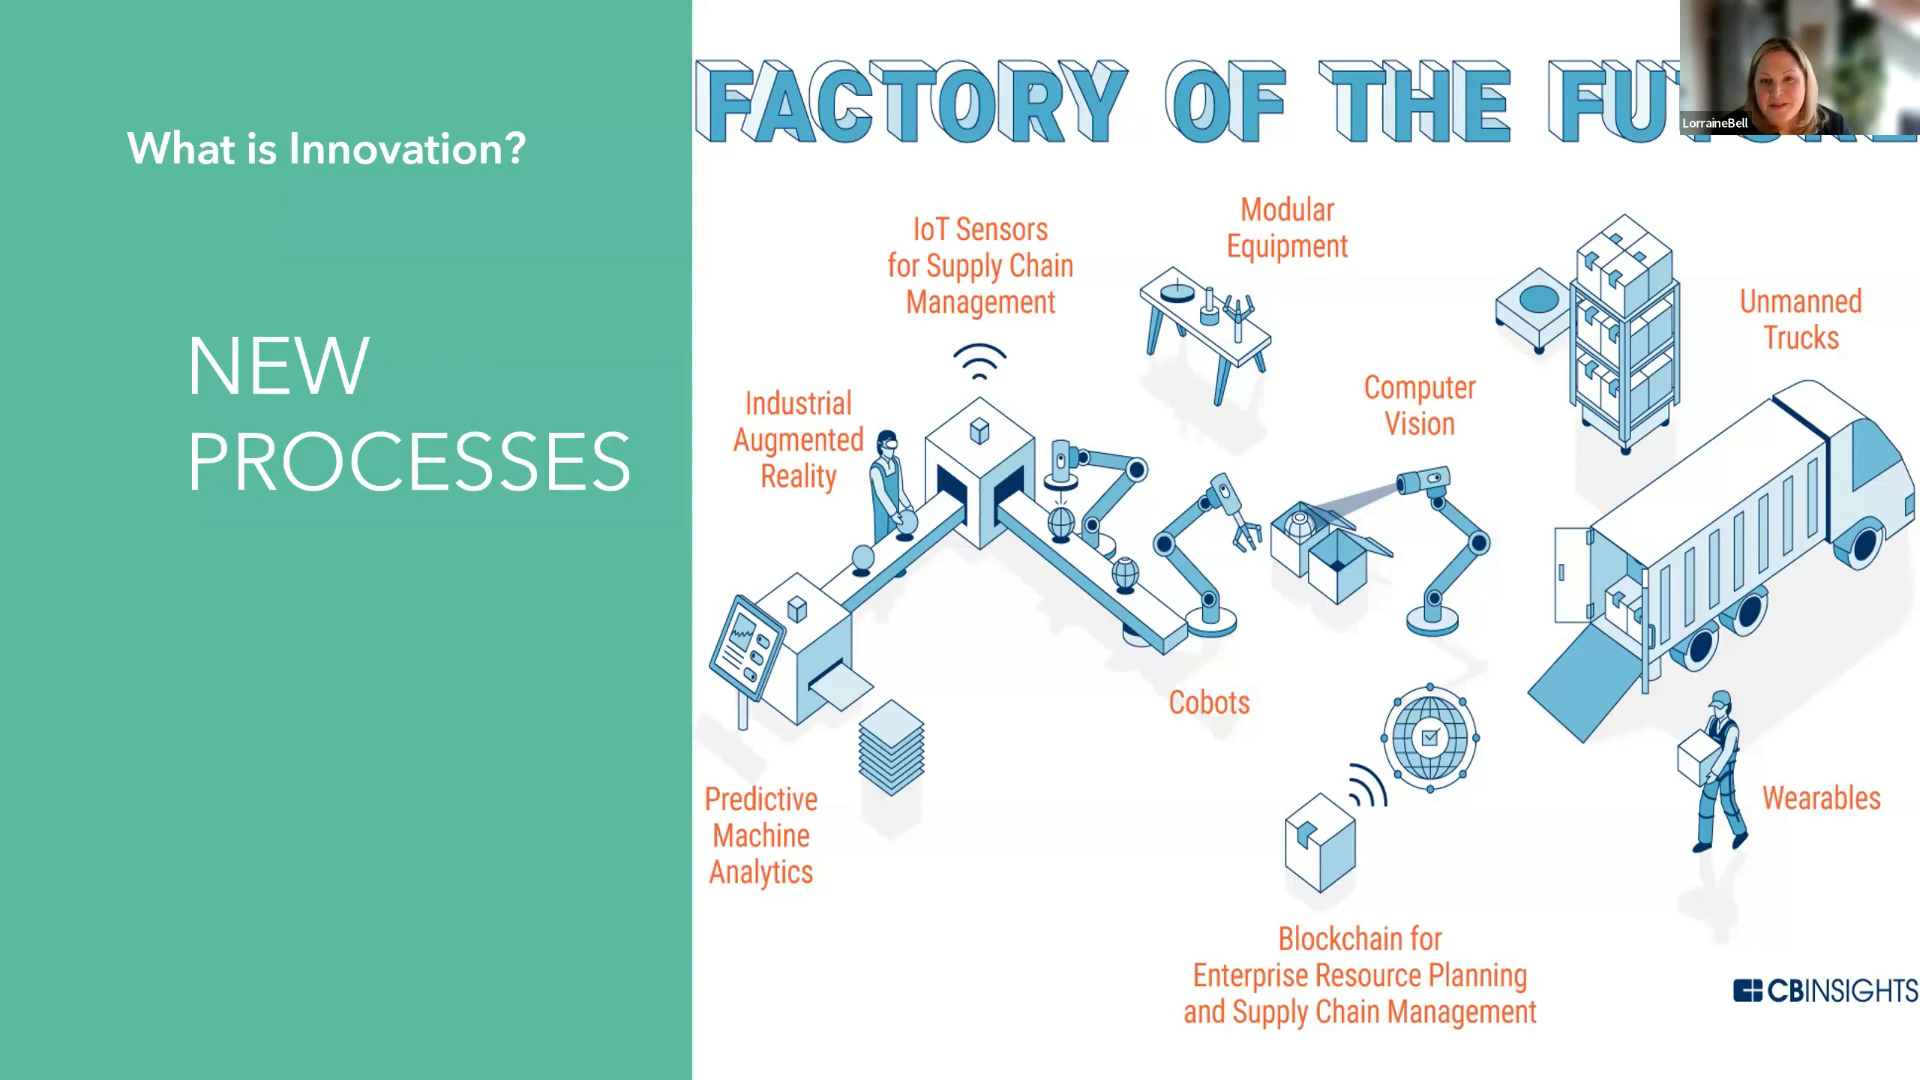 What is Innovation?
NEW
PROCESSES
FACTORY OF THE
LorraineBell
IoT Sensors
for Supply Chain
Management
Modular
Equipment
Unmanned
Trucks
Industrial
Augmented
Reality
Computer
Vision
Cobots
Predictive
Machine
Analytics
Wearables
Blockchain for
Enterprise Resource Planning
and Supply Chain Management
CBINSIGHTS